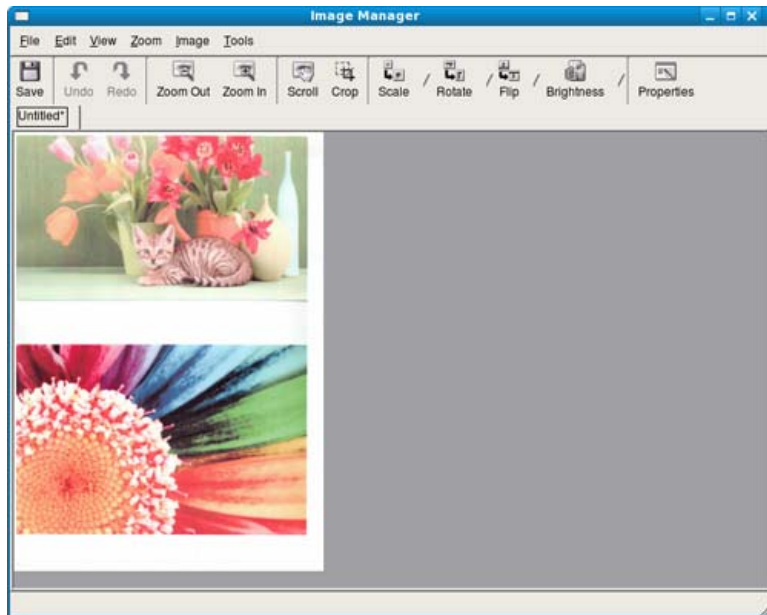 Image Manager
File Edit View Zoom Image Tools
Save Undo Redo Zoom Out Zoom In Scroll Crop Scale / Rotate / Flip / Brightness / Properties
Untitled*